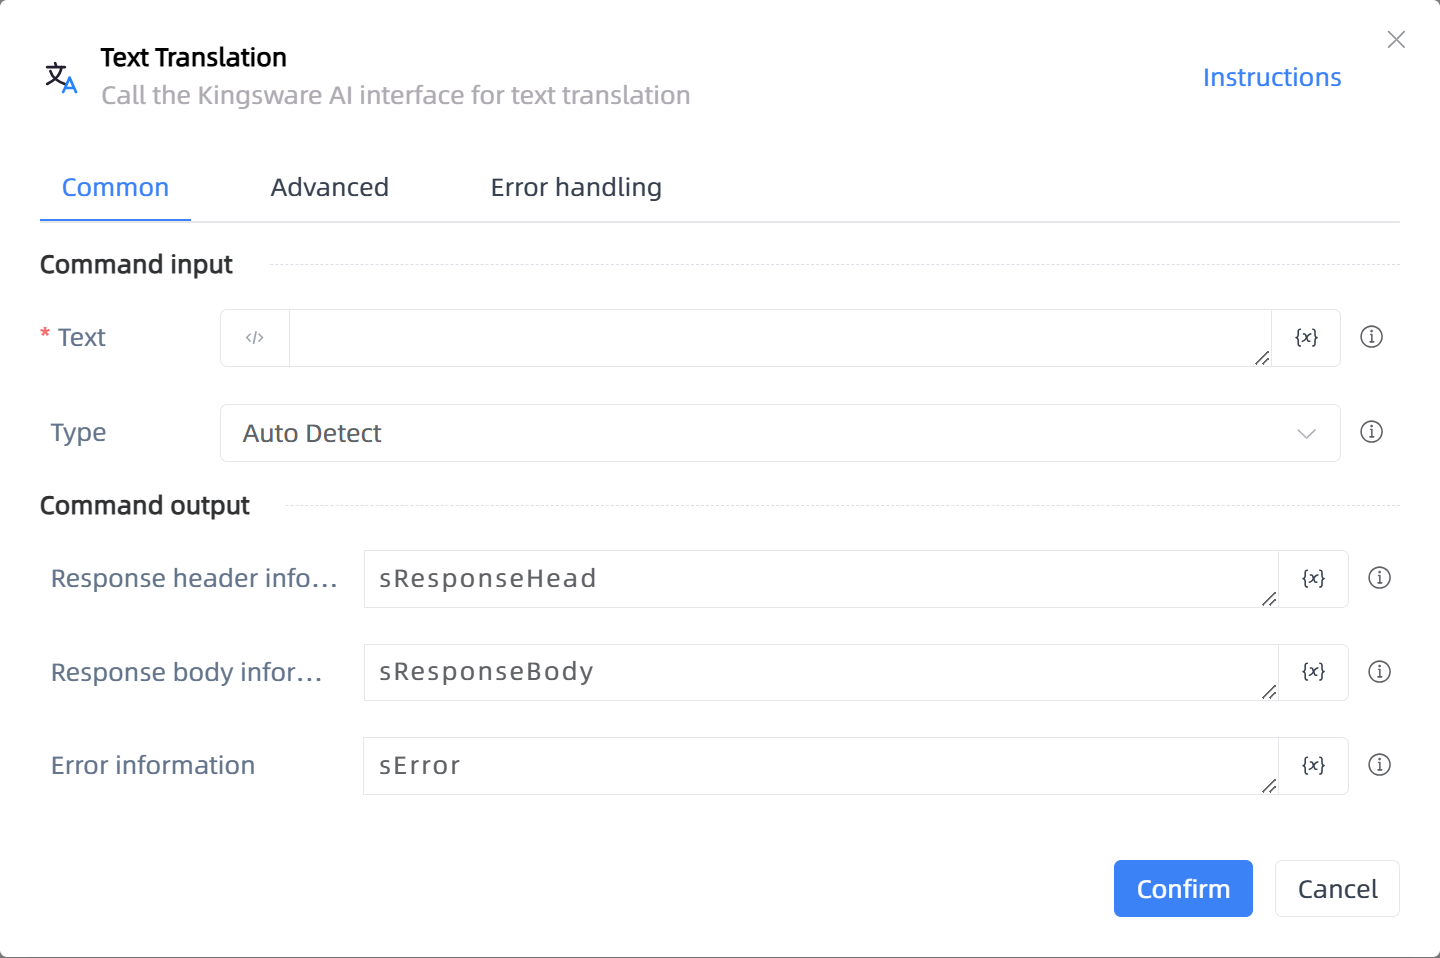 Text Translation
Call the Kingsware AI interface for text translation
Instructions
Common
Advanced
Error handling
Command input
* Text
</>
{x}
Type
Auto Detect
Command output
Response header info...
sResponseHead
{x}
Response body infor...
sResponseBody
{x}
Error information
sError
{x}
Confirm
Cancel